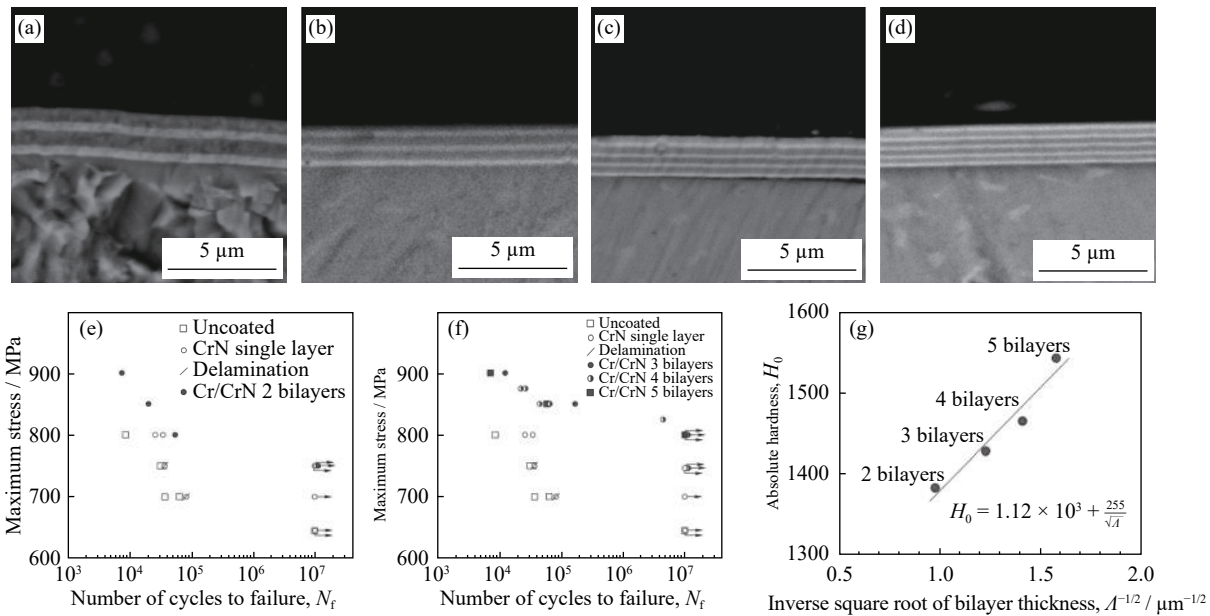 (a)
5 μm
(b)
5 μm
(c)
5 μm
(d)
5 μm
(e)
Uncoated
CrN single layer
Delamination
Cr/CrN 2 bilayers
Maximum stress / MPa
900
800
700
600
10³
10⁴
10⁵
10⁶
10⁷
Number of cycles to failure, Nf
(f)
Uncoated
CrN single layer
Delamination
Cr/CrN 3 bilayers
Cr/CrN 4 bilayers
Cr/CrN 5 bilayers
Maximum stress / MPa
900
800
700
600
10³
10⁴
10⁵
10⁶
10⁷
Number of cycles to failure, Nf
(g)
5 bilayers
4 bilayers
3 bilayers
2 bilayers
H₀ = 1.12 × 10³ + 255/√Λ
Absolute hardness, H₀
1600
1500
1400
1300
0.5
1.0
1.5
2.0
Inverse square root of bilayer thickness, Λ⁻¹/² / μm⁻¹/²